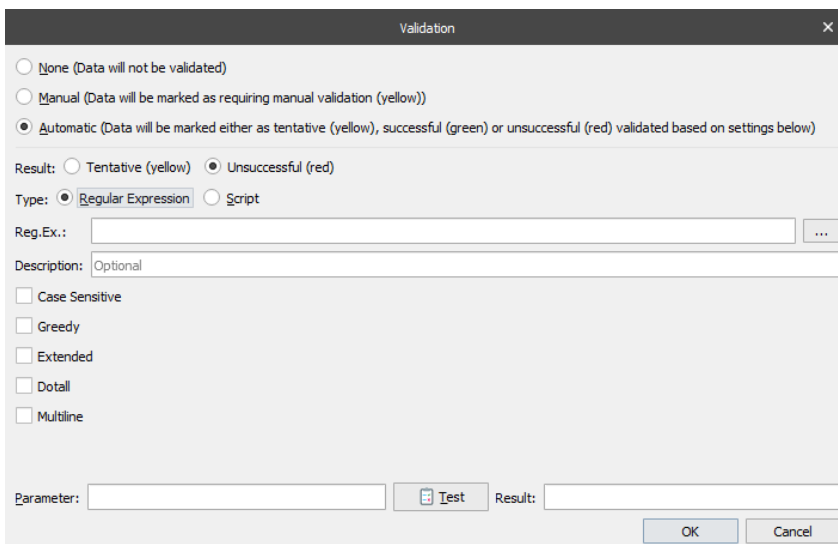 Validation
None (Data will not be validated)
Manual (Data will be marked as requiring manual validation (yellow))
Automatic (Data will be marked either as tentative (yellow), successful (green) or unsuccessful (red) validated based on settings below)
Result: Tentative (yellow) Unsuccessful (red)
Type: Regular Expression Script
Reg.Ex.: ...
Description: Optional
Case Sensitive
Greedy
Extended
Dotall
Multiline
Parameter: Test Result:
OK Cancel